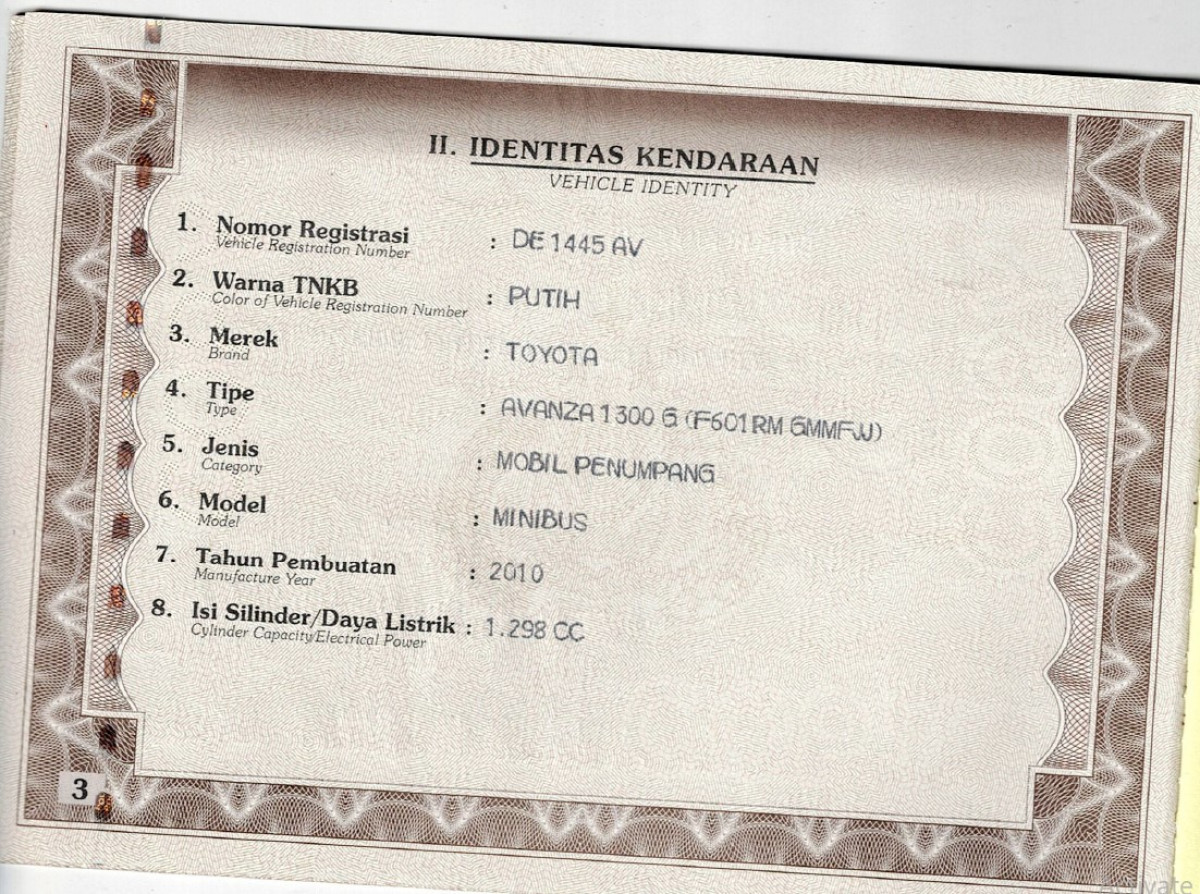 II. IDENTITAS KENDARAAN
VEHICLE IDENTITY
1. Nomor Registrasi : DE 1445 AV
Vehicle Registration Number
2. Warna TNKB : PUTIH
Color of Vehicle Registration Number
3. Merek : TOYOTA
Brand
4. Tipe : AVANZA 1300 G (F601RM GMMFJJ)
Type
5. Jenis : MOBIL PENUMPANG
Category
6. Model : MINIBUS
Model
7. Tahun Pembuatan : 2010
Manufacture Year
8. Isi Silinder/Daya Listrik : 1.298 CC
Cylinder Capacity/Electrical Power
3